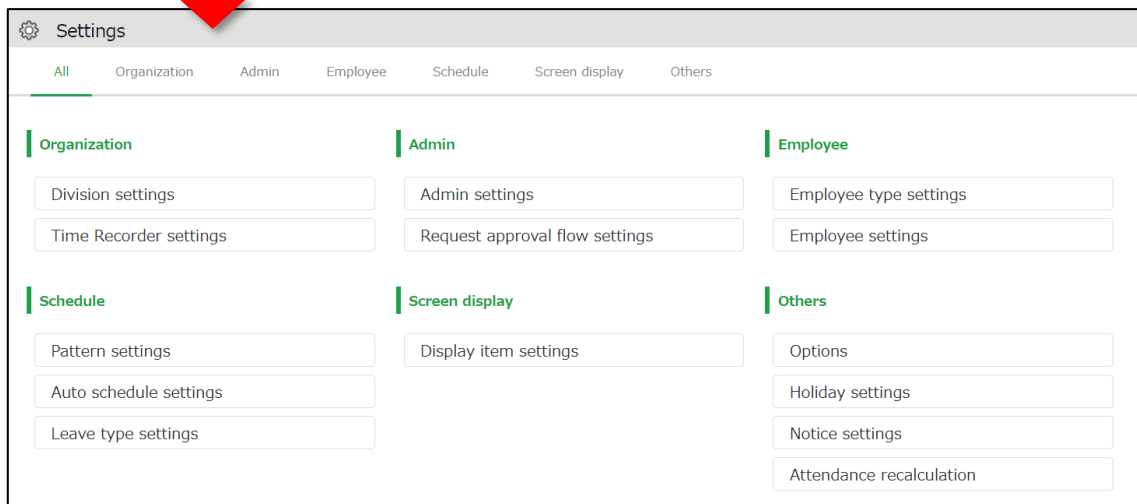 Settings
All Organization Admin Employee Schedule Screen display Others
Organization
Division settings
Time Recorder settings
Admin
Admin settings
Request approval flow settings
Employee
Employee type settings
Employee settings
Schedule
Pattern settings
Auto schedule settings
Leave type settings
Screen display
Display item settings
Others
Options
Holiday settings
Notice settings
Attendance recalculation